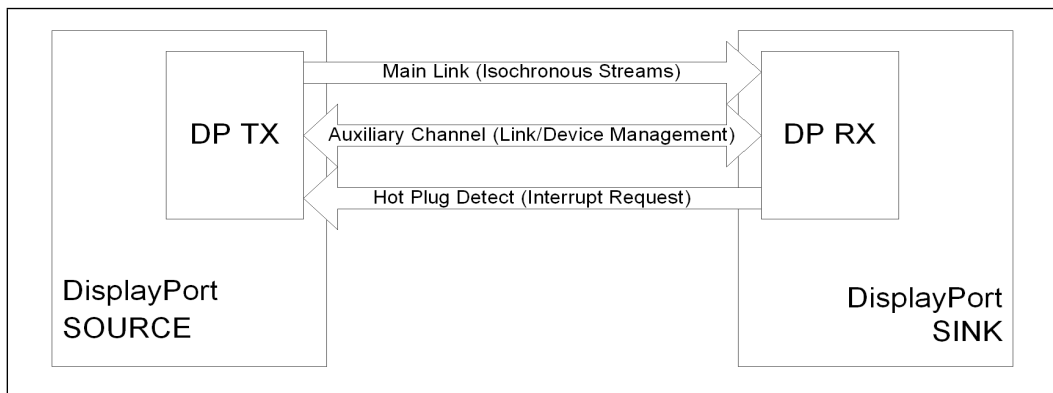 Main Link (Isochronous Streams)
DP TX
Auxiliary Channel (Link/Device Management)
DP RX
Hot Plug Detect (Interrupt Request)
DisplayPort
SOURCE
DisplayPort
SINK